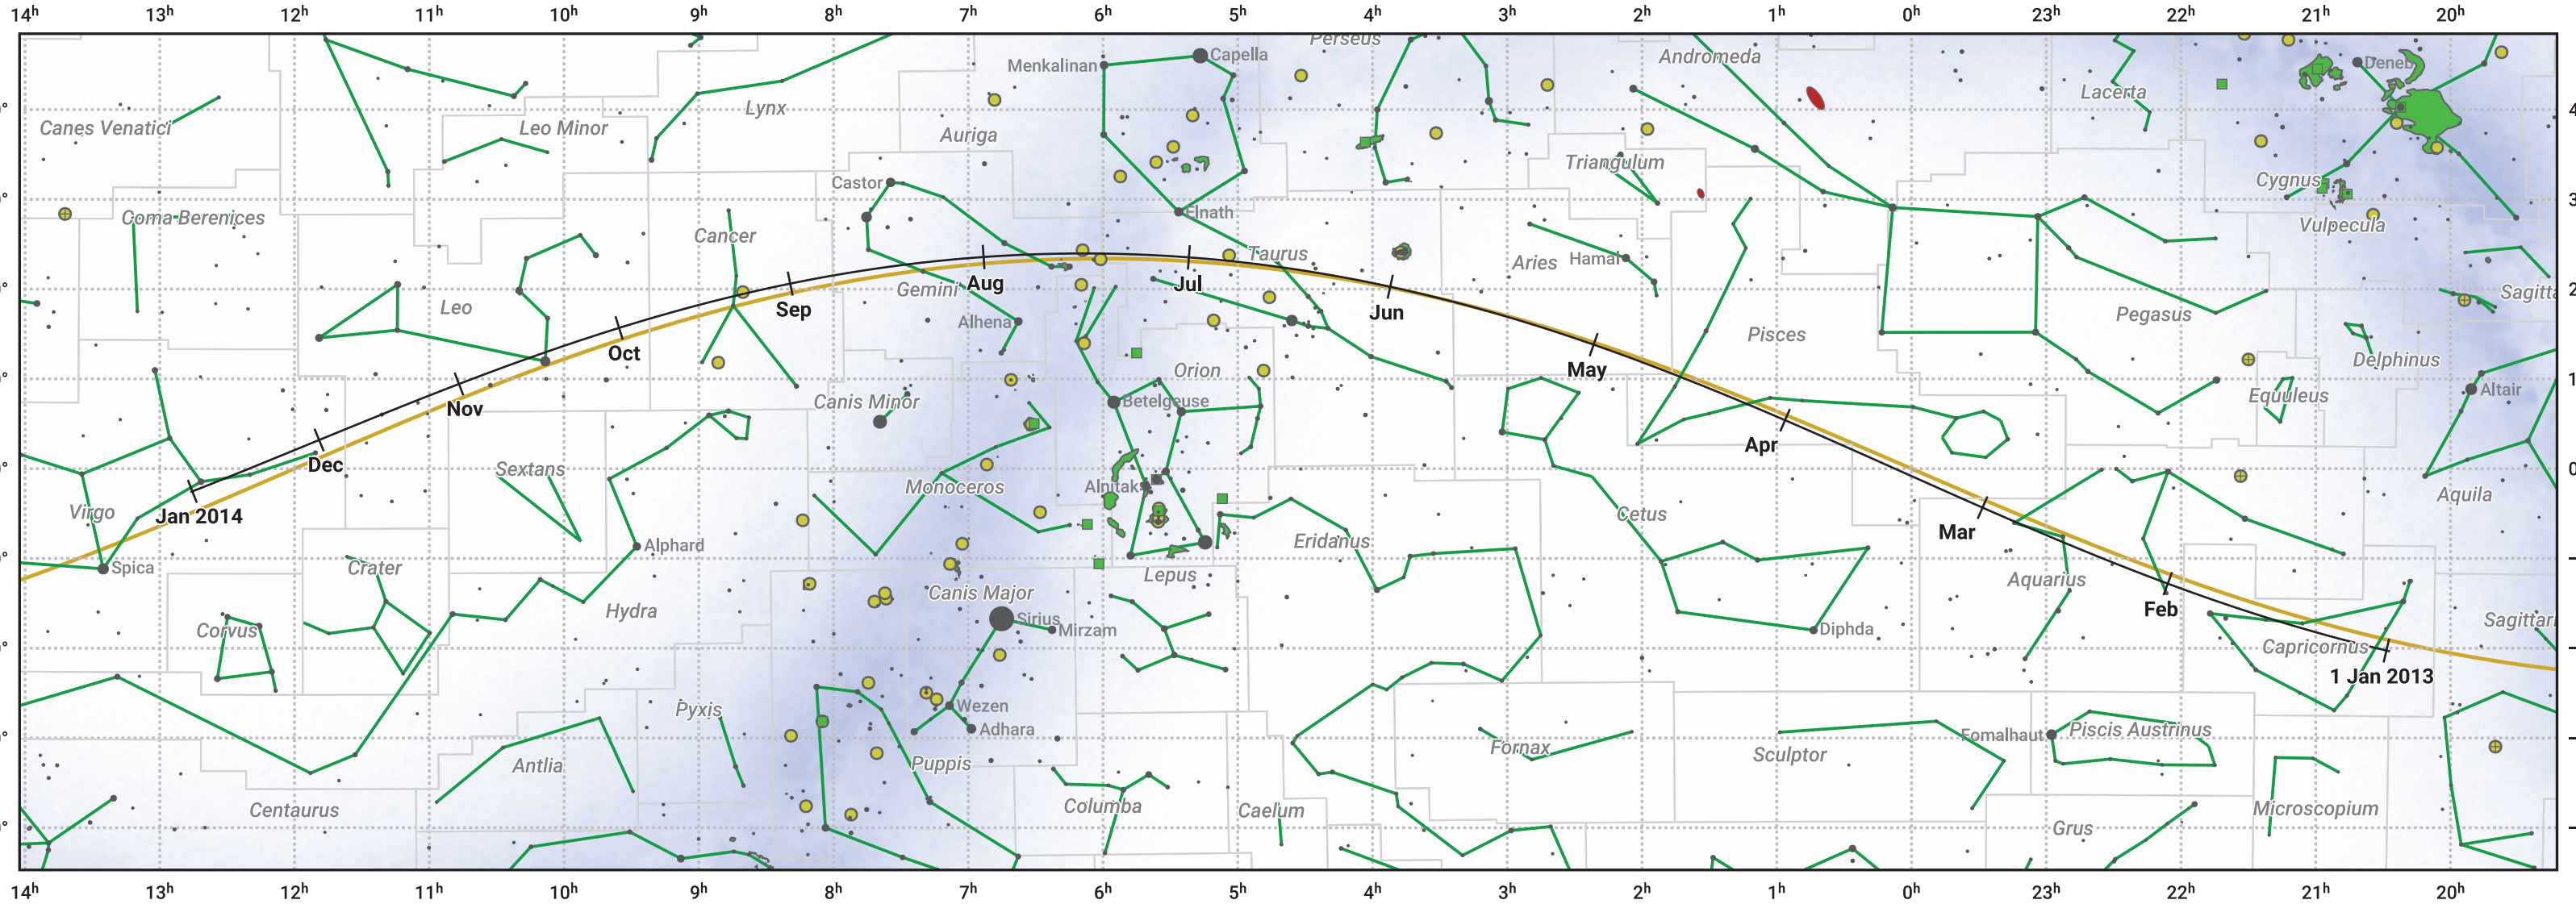 14h 13h 12h 11h 10h 9h 8h 7h 6h 5h 4h 3h 2h 1h 0h 23h 22h 21h 20h
Perseus
Menkalinan Capella Andromeda Deneb
Lynx Lacerta
Canes Venatici Leo Minor Auriga
Triangulum
Castor Cygnus
Coma Berenices Elnath Vulpecula
Cancer Taurus
Aries Hamal
Aug Jul Gemini Sagitta
Leo Sep Jun Pegasus
Alhena Pisces
Oct Delphinus
May Orion
Canis Minor Betelgeuse Equuleus Altair
Nov
Apr
Dec Sextans
Monoceros Alnitak Aquila
Virgo Jan 2014 Cetus
Mar
Alphard Eridanus
Spica Crater Lepus Aquarius
Canis Major
Hydra Feb
Corvus Sirius Mirzam Diphda Sagittari
Capricornus
1 Jan 2013
Pyxis Wezen
Adhara Fomalhaut Piscis Austrinus
Fornax Sculptor
Antlia Puppis
Centaurus Columba Caelum Microscopium
Grus
14h 13h 12h 11h 10h 9h 8h 7h 6h 5h 4h 3h 2h 1h 0h 23h 22h 21h 20h